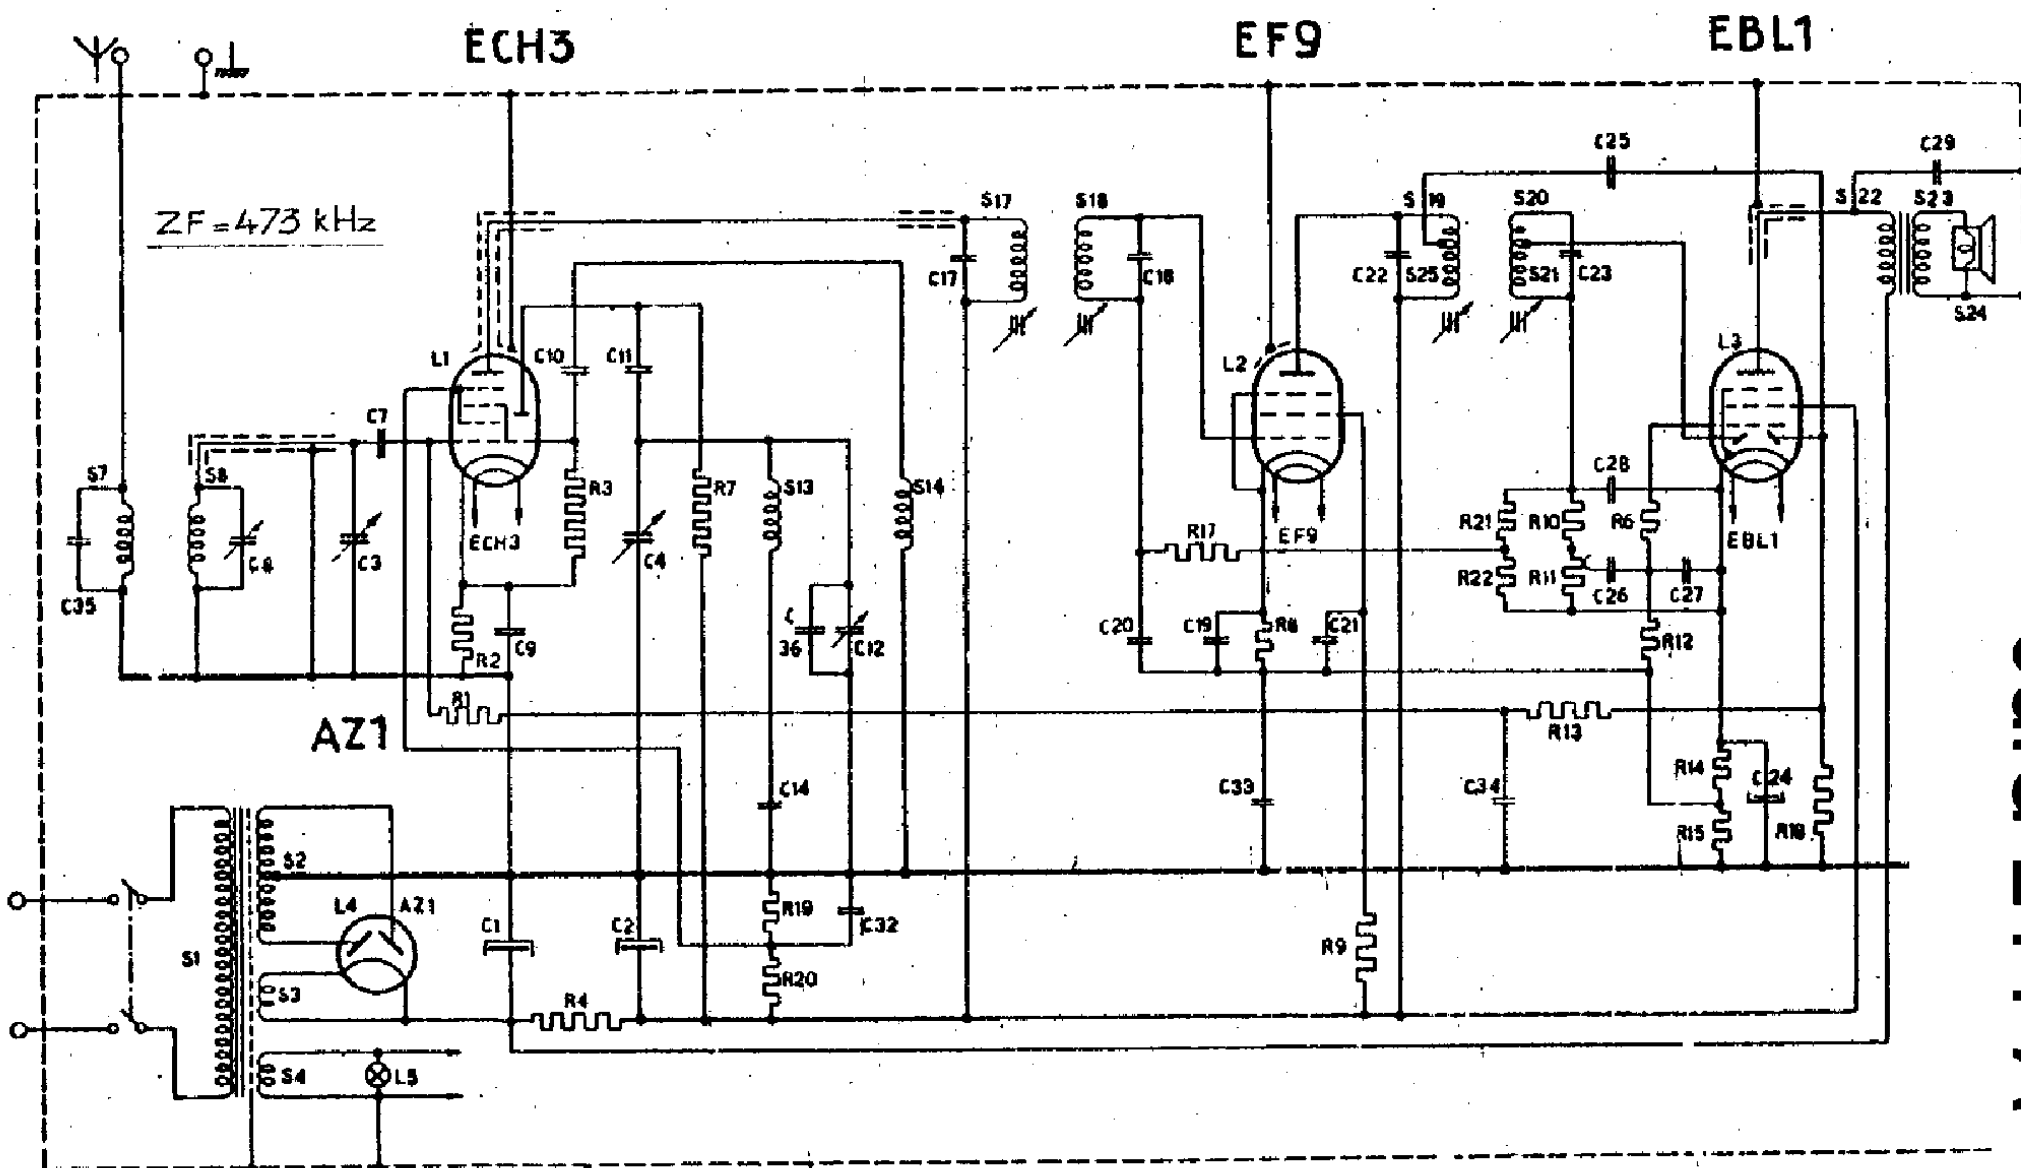 ECH3
EF9
EBL1
C25
C29
ZF = 473 kHz
S17
S18
S19
S20
S22
S23
C17
C18
C22
S25
S21
C23
S24
L1
C10
C11
L2
L3
C7
S7
S8
R3
R7
S13
S14
C28
R21
R10
R6
ECH3
C8
C3
C4
R17
EF9
EBL1
R22
R11
C26
C27
C35
R2
C9
C
36
C12
C20
C19
R8
C21
R12
R1
AZ1
R13
C14
C33
C34
R14
C24
R15
R18
S2
L4
AZ1
C1
C2
R19
C32
S1
R9
S3
R4
R20
S4
L5